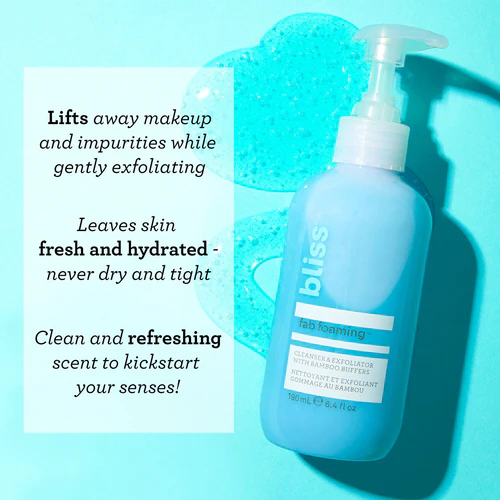 Lifts away makeup
and impurities while
gently exfoliating
Leaves skin
fresh and hydrated -
never dry and tight
Clean and refreshing
scent to kickstart
your senses!
bliss
fab foaming™
CLEANSER & EXFOLIATOR
WITH BAMBOO BUFFERS
NETTOYANT ET EXFOLIANT
GOMMAGE AU BAMBOU
190 mL ℮ 6.4 fl oz